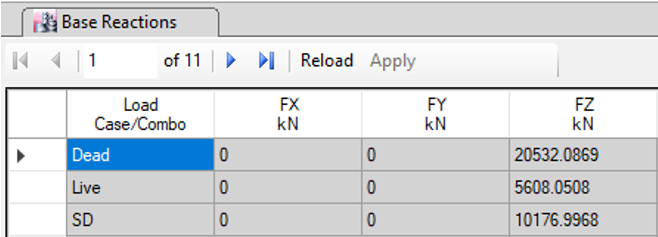 Base Reactions
1 of 11 Reload Apply
Load Case/Combo FX kN FY kN FZ kN
Dead 0 0 20532.0869
Live 0 0 5608.0508
SD 0 0 10176.9968